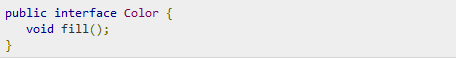 public interface Color {
   void fill();
}